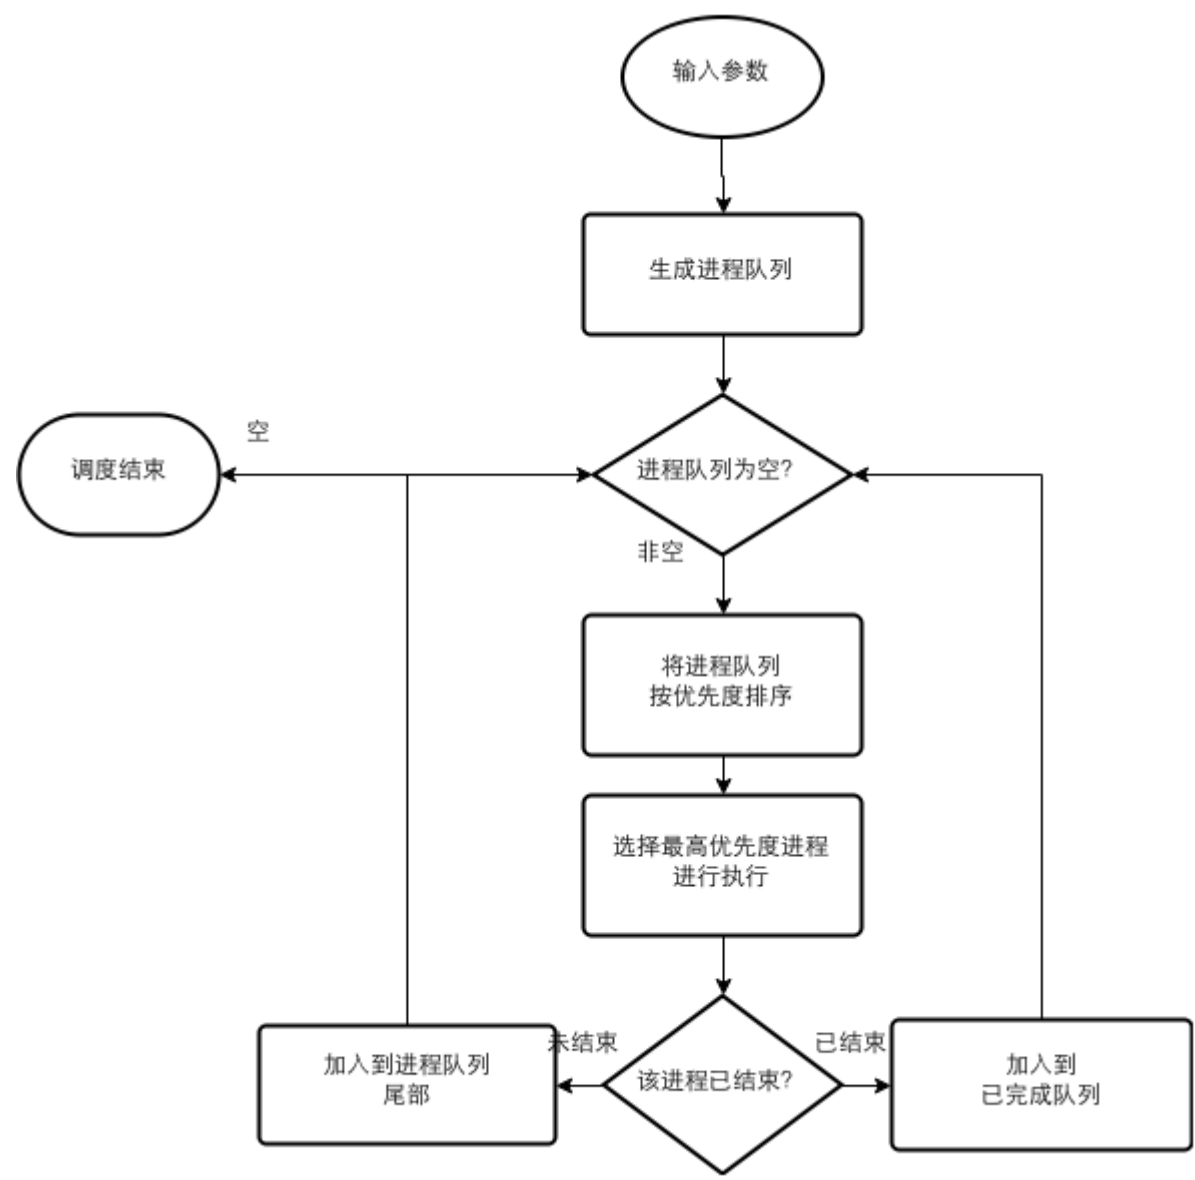 输入参数
生成进程队列
空
调度结束
进程队列为空?
非空
将进程队列
按优先度排序
选择最高优先度进程
进行执行
未结束
已结束
加入到进程队列
尾部
该进程已结束?
加入到
已完成队列